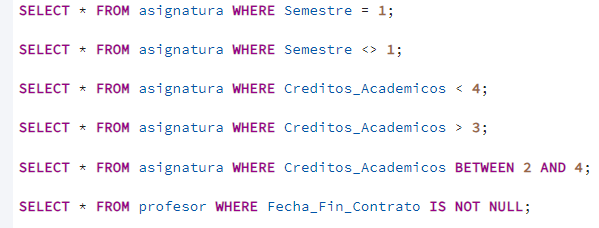 SELECT * FROM asignatura WHERE Semestre = 1;
SELECT * FROM asignatura WHERE Semestre <> 1;
SELECT * FROM asignatura WHERE Creditos_Academicos < 4;
SELECT * FROM asignatura WHERE Creditos_Academicos > 3;
SELECT * FROM asignatura WHERE Creditos_Academicos BETWEEN 2 AND 4;
SELECT * FROM profesor WHERE Fecha_Fin_Contrato IS NOT NULL;